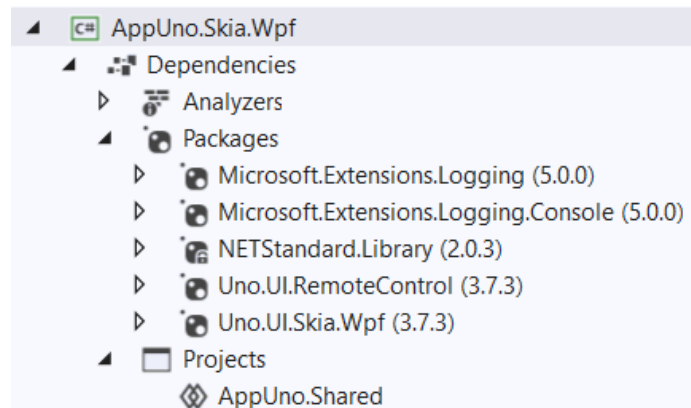 C# AppUno.Skia.Wpf
Dependencies
Analyzers
Packages
Microsoft.Extensions.Logging (5.0.0)
Microsoft.Extensions.Logging.Console (5.0.0)
NETStandard.Library (2.0.3)
Uno.UI.RemoteControl (3.7.3)
Uno.UI.Skia.Wpf (3.7.3)
Projects
AppUno.Shared